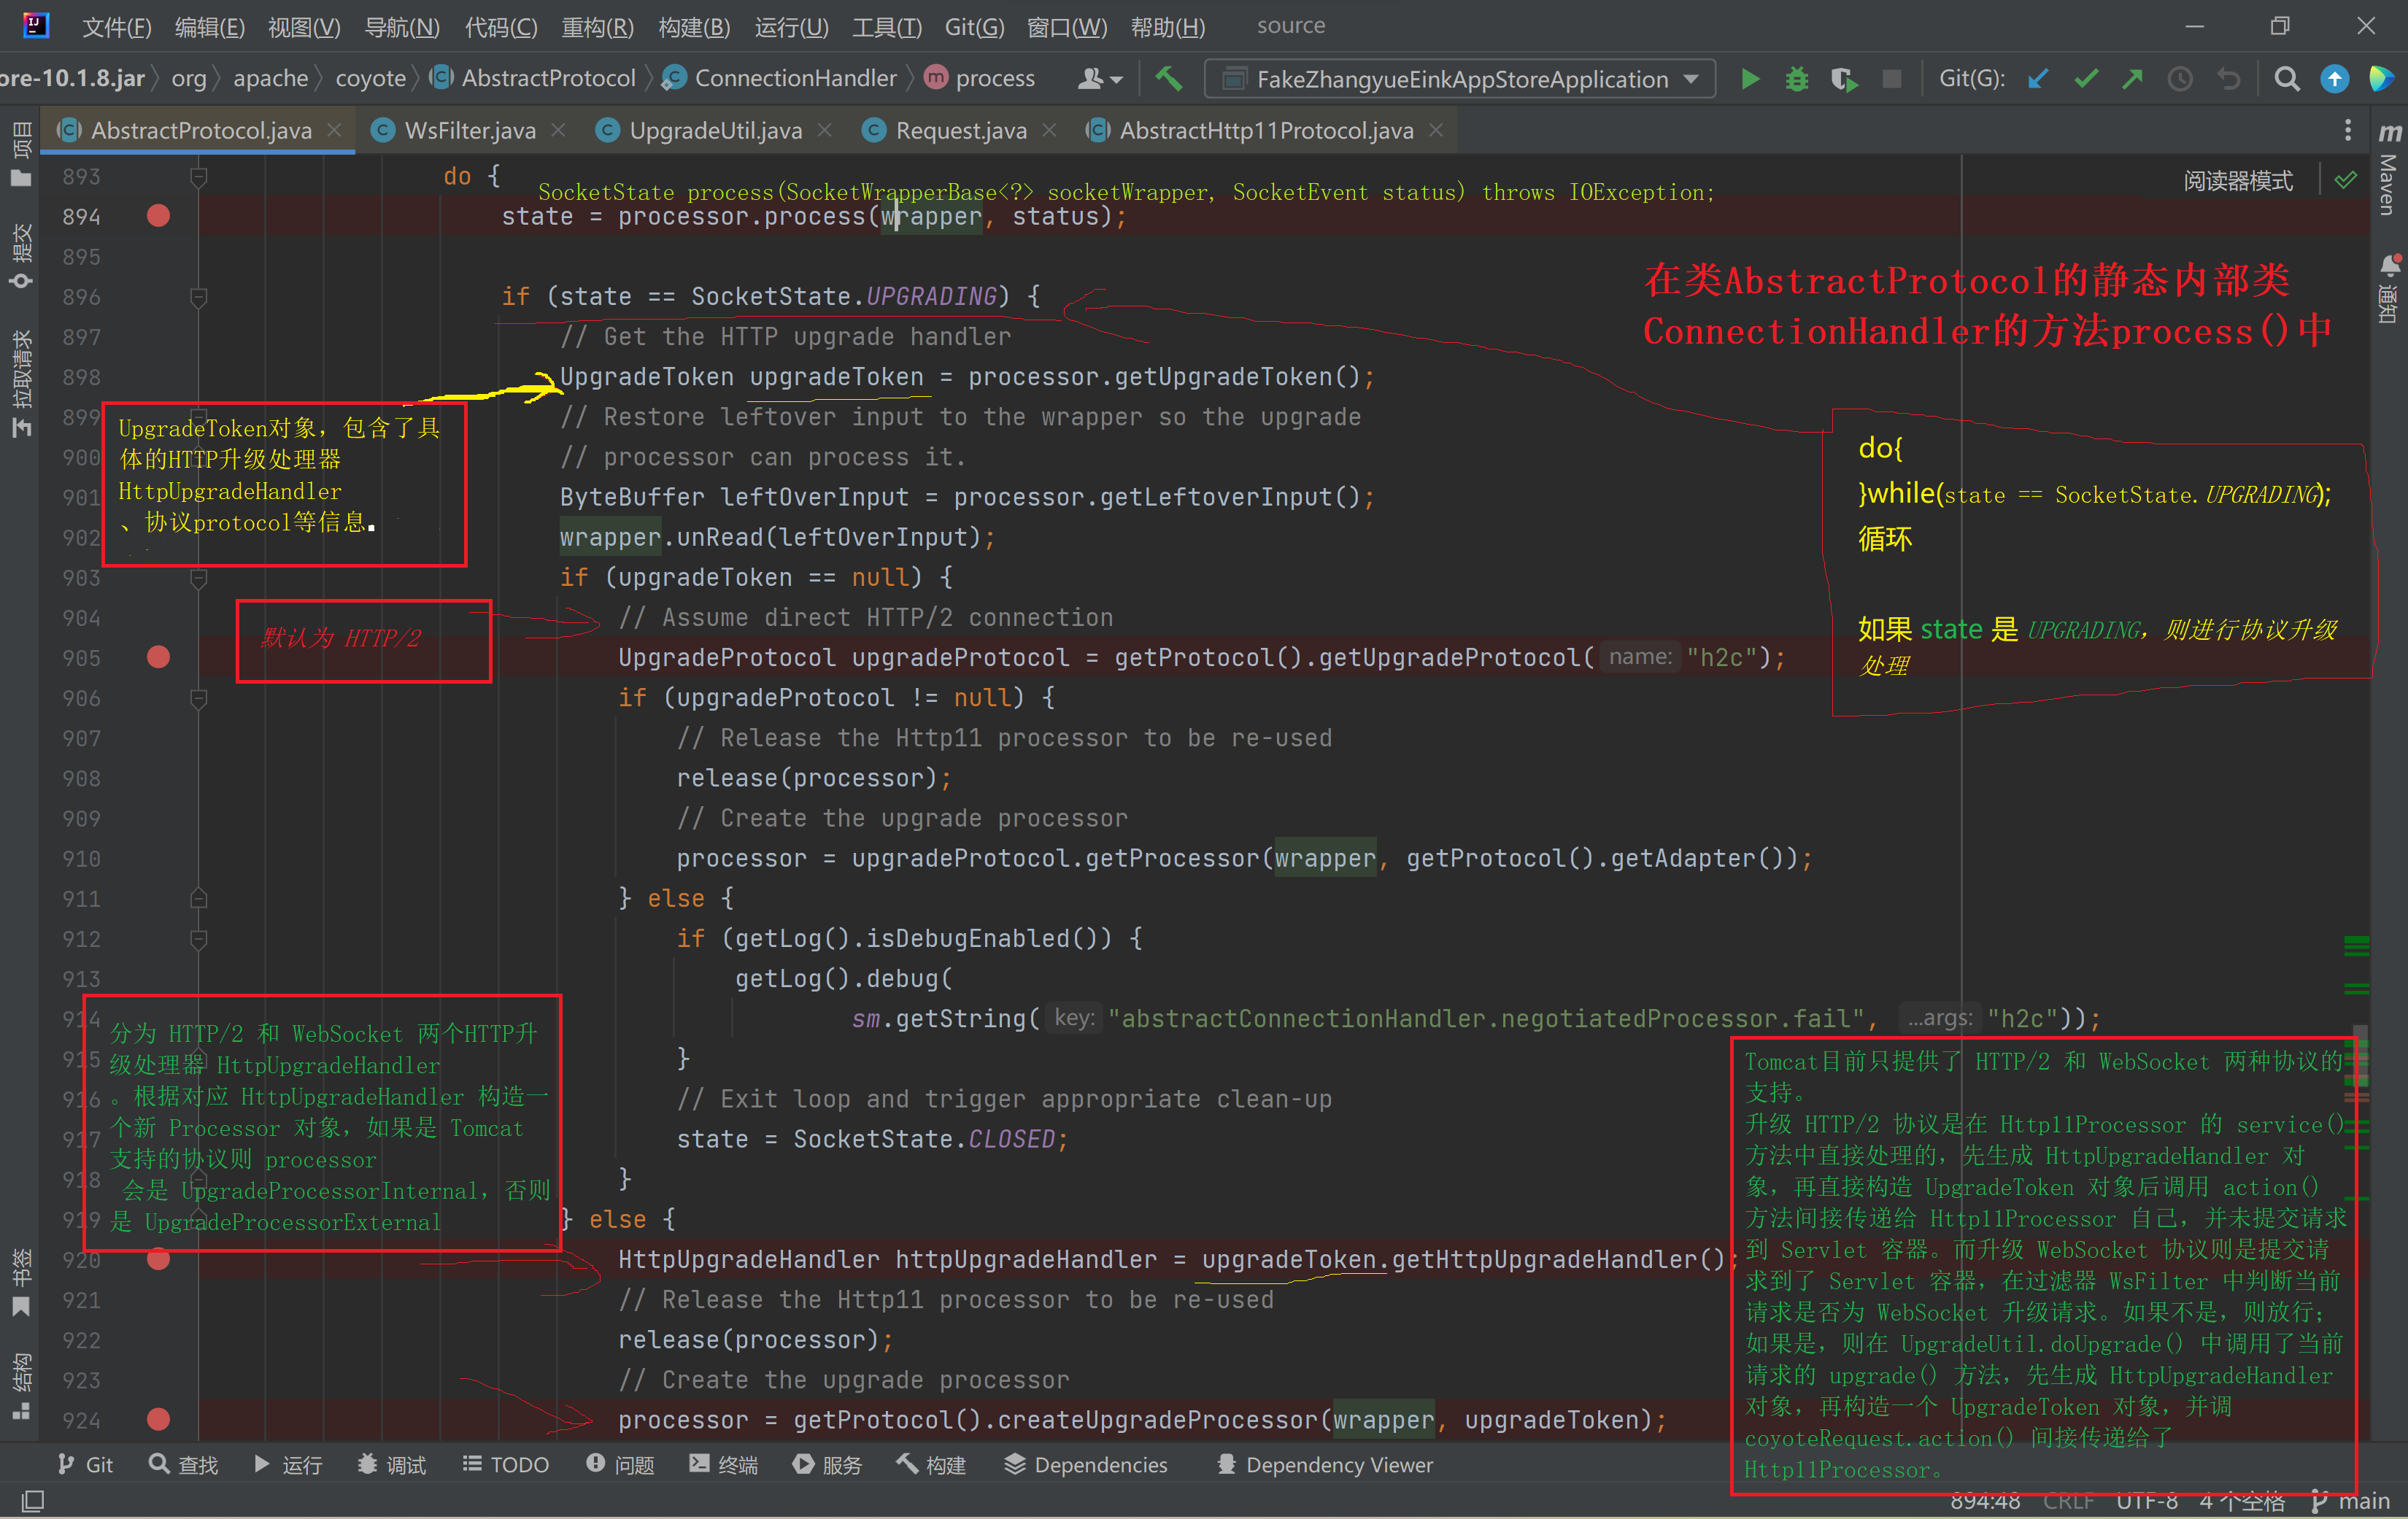 文件(F) 编辑(E) 视图(V) 导航(N) 代码(C) 重构(R) 构建(B) 运行(U) 工具(T) Git(G) 窗口(W) 帮助(H) source
ore-10.1.8.jar org apache coyote AbstractProtocol ConnectionHandler process FakeZhangyueEinkAppStoreApplication Git(G):
AbstractProtocol.java WsFilter.java UpgradeUtil.java Request.java AbstractHttp11Protocol.java
项目
提交
拉取请求
书签
结构
Maven
通知
阅读器模式
893 do {
SocketState process(SocketWrapperBase<?> socketWrapper, SocketEvent status) throws IOException;
894 state = processor.process(wrapper, status);
895
896 if (state == SocketState.UPGRADING) {
897 // Get the HTTP upgrade handler
898 UpgradeToken upgradeToken = processor.getUpgradeToken();
899 // Restore leftover input to the wrapper so the upgrade
900 // processor can process it.
901 ByteBuffer leftOverInput = processor.getLeftoverInput();
902 wrapper.unRead(leftOverInput);
903 if (upgradeToken == null) {
904 // Assume direct HTTP/2 connection
905 UpgradeProtocol upgradeProtocol = getProtocol().getUpgradeProtocol( name: "h2c");
906 if (upgradeProtocol != null) {
907 // Release the Http11 processor to be re-used
908 release(processor);
909 // Create the upgrade processor
910 processor = upgradeProtocol.getProcessor(wrapper, getProtocol().getAdapter());
911 } else {
912 if (getLog().isDebugEnabled()) {
913 getLog().debug(
914 sm.getString( key: "abstractConnectionHandler.negotiatedProcessor.fail", ...args: "h2c"));
915 }
916 // Exit loop and trigger appropriate clean-up
917 state = SocketState.CLOSED;
918 }
919 } else {
920 HttpUpgradeHandler httpUpgradeHandler = upgradeToken.getHttpUpgradeHandler();
921 // Release the Http11 processor to be re-used
922 release(processor);
923 // Create the upgrade processor
924 processor = getProtocol().createUpgradeProcessor(wrapper, upgradeToken);
在类AbstractProtocol的静态内部类
ConnectionHandler的方法process()中
do{
}while(state == SocketState.UPGRADING);
循环
如果 state 是 UPGRADING，则进行协议升级
处理
UpgradeToken对象，包含了具
体的HTTP升级处理器
HttpUpgradeHandler
、协议protocol等信息。
默认为 HTTP/2
分为 HTTP/2 和 WebSocket 两个HTTP升
级处理器 HttpUpgradeHandler
。根据对应 HttpUpgradeHandler 构造一
个新 Processor 对象，如果是 Tomcat
支持的协议则 processor
会是 UpgradeProcessorInternal，否则
是 UpgradeProcessorExternal
Tomcat目前只提供了 HTTP/2 和 WebSocket 两种协议的
支持。
升级 HTTP/2 协议是在 Http11Processor 的 service()
方法中直接处理的，先生成 HttpUpgradeHandler 对
象，再直接构造 UpgradeToken 对象后调用 action()
方法间接传递给 Http11Processor 自己，并未提交请求
到 Servlet 容器。而升级 WebSocket 协议则是提交请
求到了 Servlet 容器，在过滤器 WsFilter 中判断当前
请求是否为 WebSocket 升级请求。如果不是，则放行；
如果是，则在 UpgradeUtil.doUpgrade() 中调用了当前
请求的 upgrade() 方法，先生成 HttpUpgradeHandler
对象，再构造一个 UpgradeToken 对象，并调
coyoteRequest.action() 间接传递给了
Http11Processor。
Git 查找 运行 调试 TODO 问题 终端 服务 构建 Dependencies Dependency Viewer
894:48 CRLF UTF-8 4 个空格 main